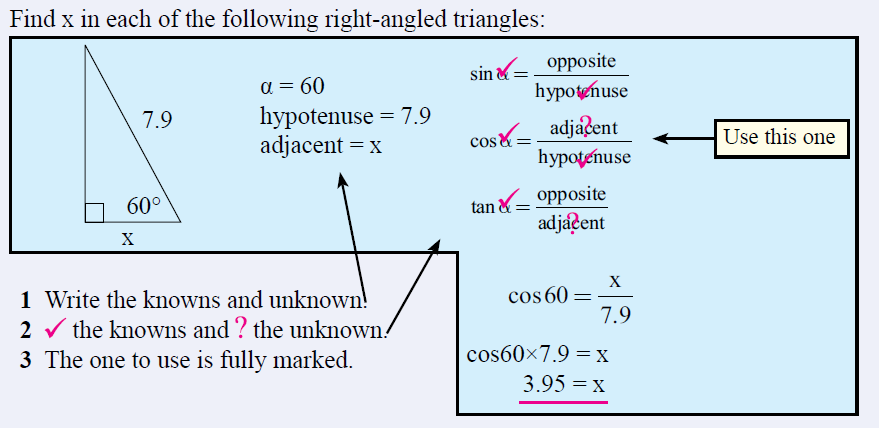 Find x in each of the following right-angled triangles:
7.9
60°
x
α = 60
hypotenuse = 7.9
adjacent = x
sin α = opposite / hypotenuse
cos α = adjacent / hypotenuse
tan α = opposite / adjacent
✓ ✓
✓ ? ✓
✓ ?
Use this one
1 Write the knowns and unknown.
2 ✓ the knowns and ? the unknown.
3 The one to use is fully marked.
cos 60 = x / 7.9
cos60×7.9 = x
3.95 = x